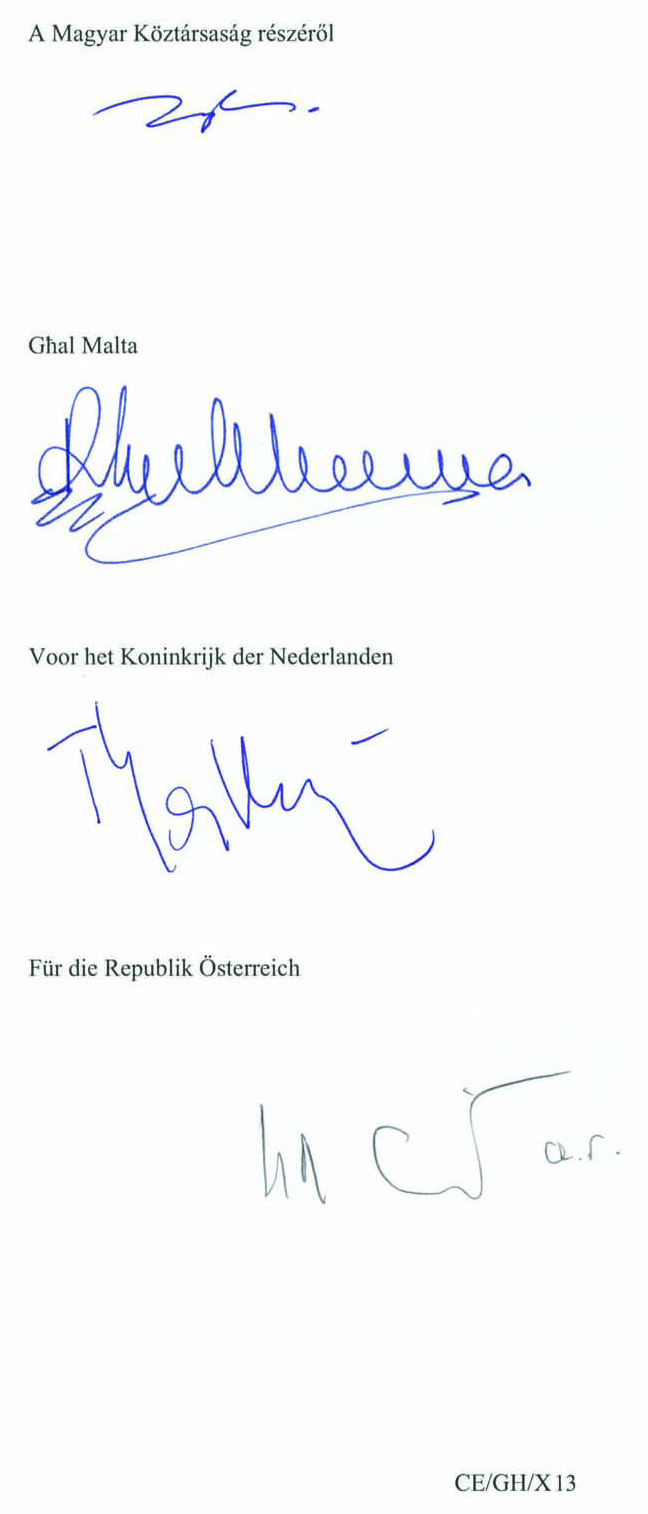 A Magyar Köztársaság részéről
Għal Malta
Voor het Koninkrijk der Nederlanden
Für die Republik Österreich
a.r.
CE/GH/X 13